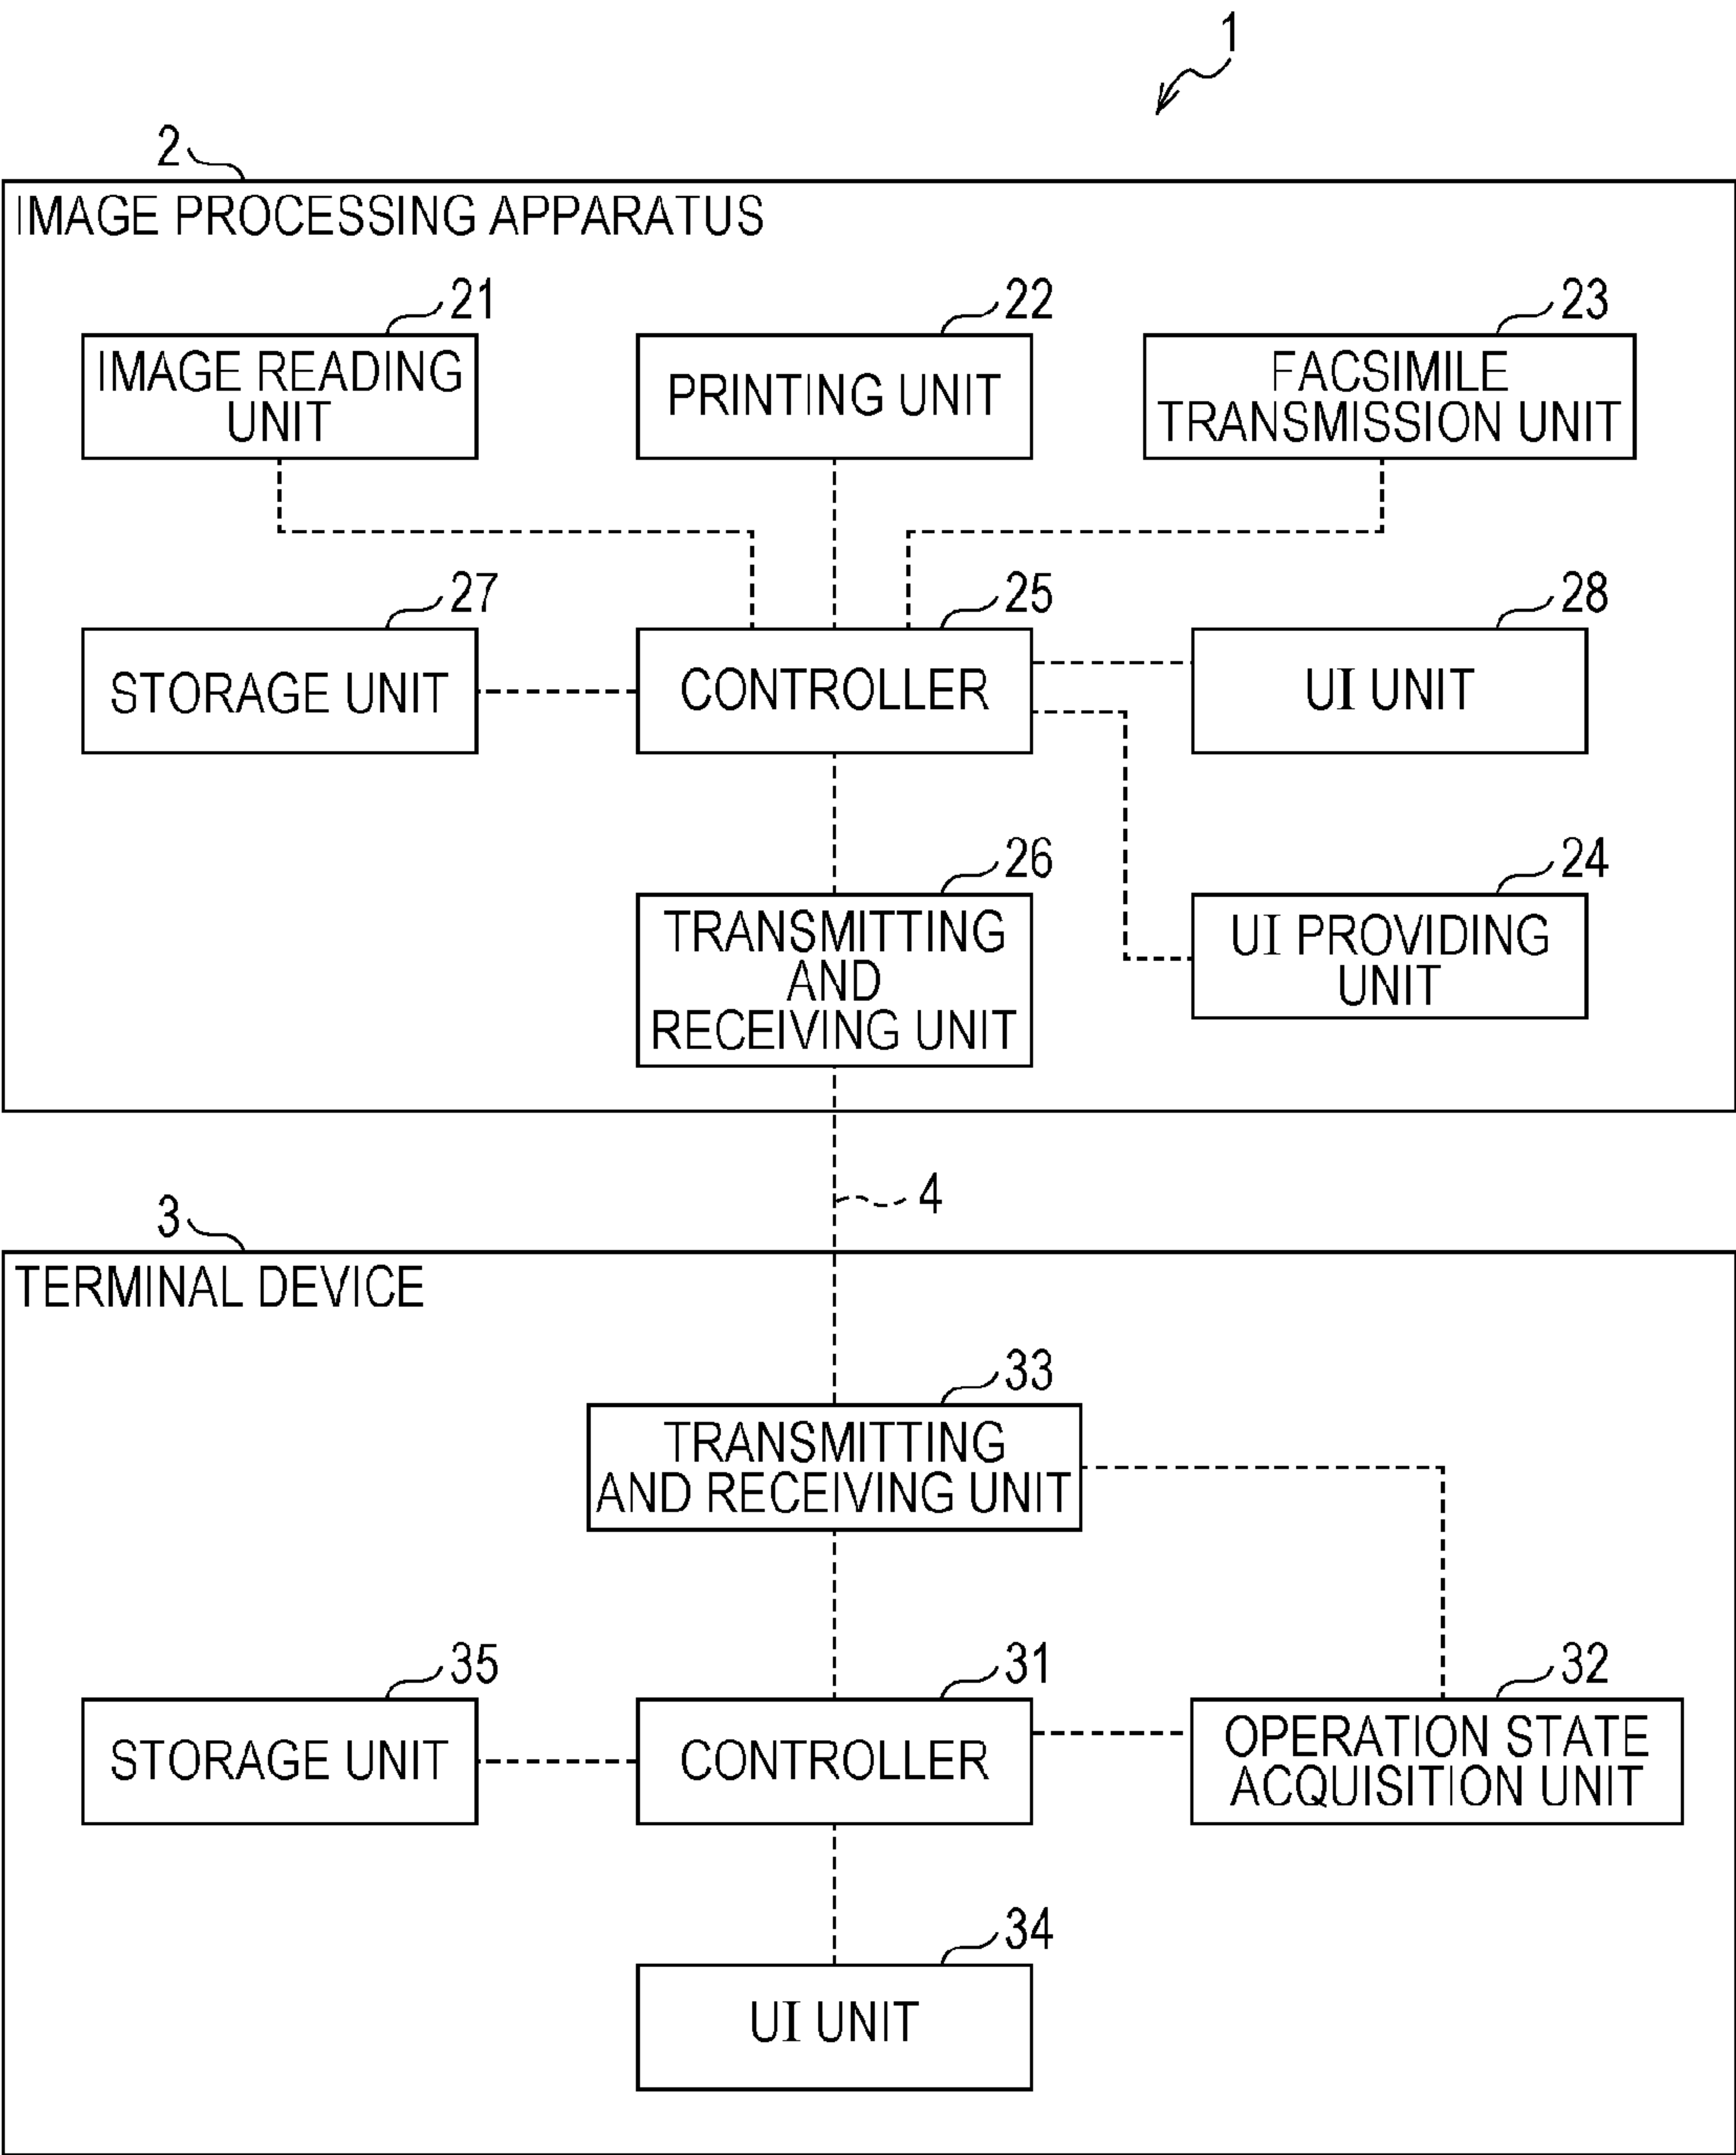 1
2
IMAGE PROCESSING APPARATUS
21
22
23
IMAGE READING
UNIT
PRINTING UNIT
FACSIMILE
TRANSMISSION UNIT
27
25
28
STORAGE UNIT
CONTROLLER
UI UNIT
26
24
TRANSMITTING
AND
RECEIVING UNIT
UI PROVIDING
UNIT
4
3
TERMINAL DEVICE
33
TRANSMITTING
AND RECEIVING UNIT
35
31
32
STORAGE UNIT
CONTROLLER
OPERATION STATE
ACQUISITION UNIT
34
UI UNIT